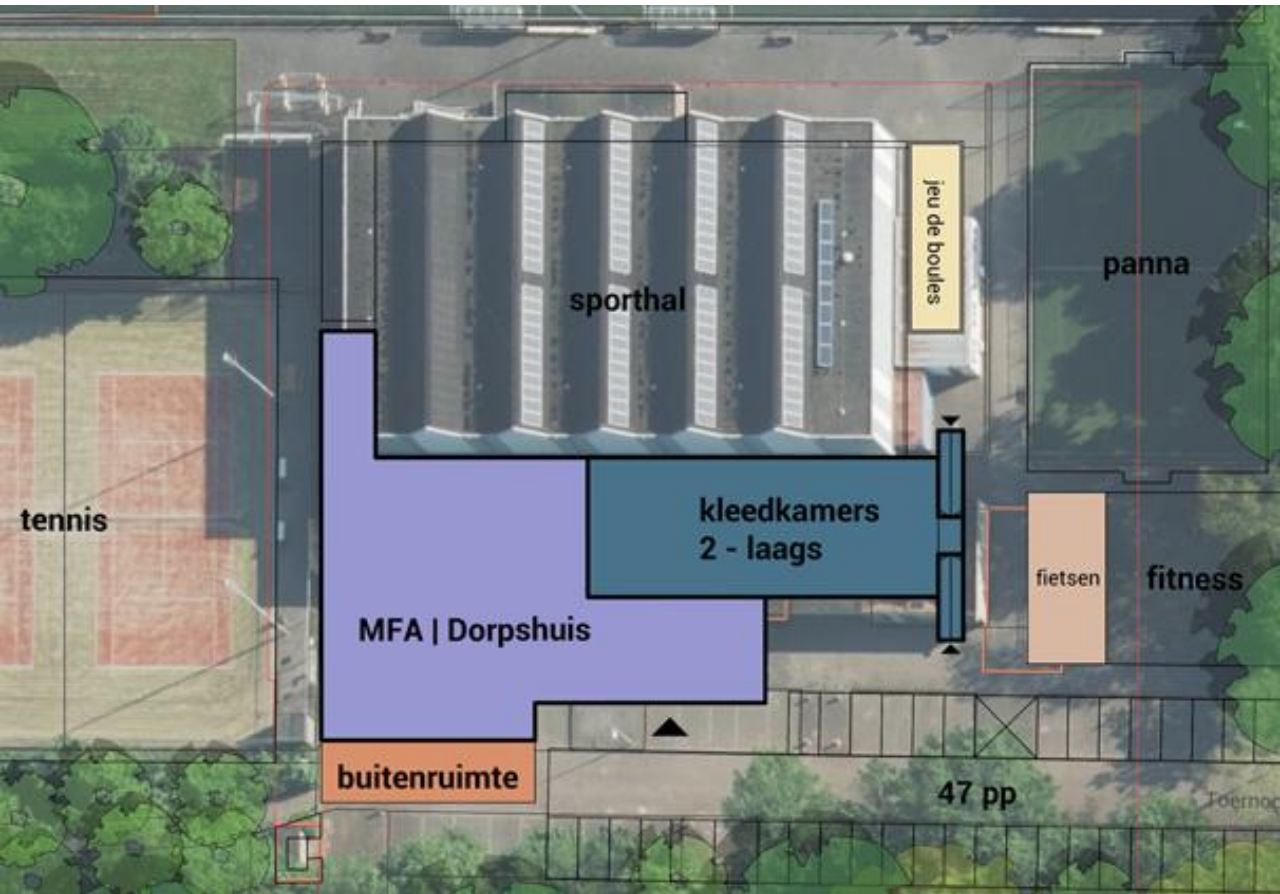 jeu de boules
panna
sporthal
kleedkamers
2 - laags
tennis
fietsen
fitness
MFA | Dorpshuis
buitenruimte
47 pp